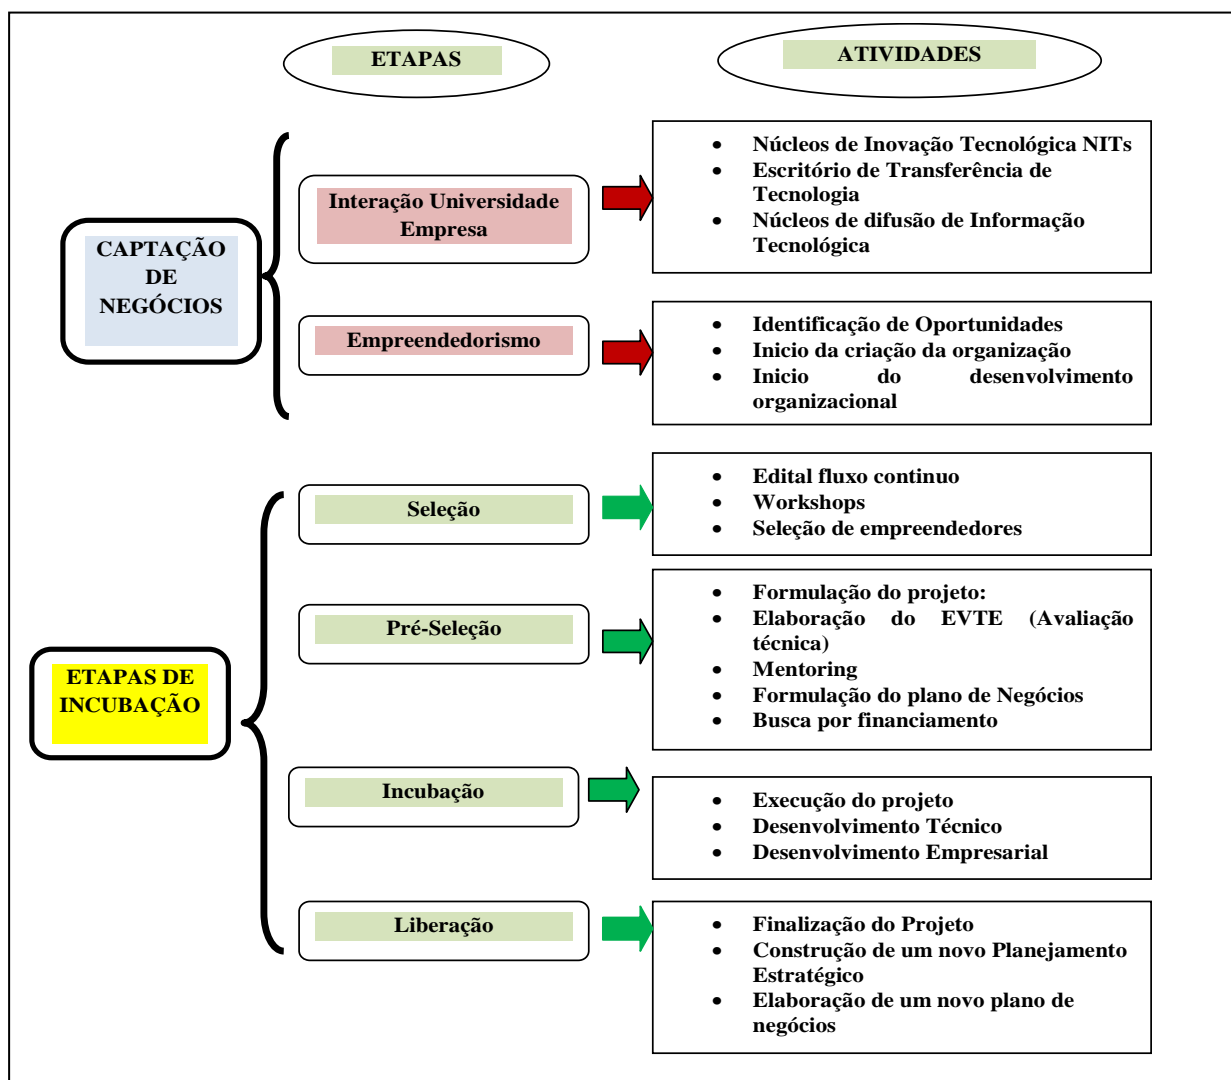 ETAPAS
ATIVIDADES
CAPTAÇÃO
DE
NEGÓCIOS
Interação Universidade
Empresa
• Núcleos de Inovação Tecnológica NITs
• Escritório de Transferência de
Tecnologia
• Núcleos de difusão de Informação
Tecnológica
Empreendedorismo
• Identificação de Oportunidades
• Inicio da criação da organização
• Inicio do desenvolvimento
organizacional
ETAPAS DE
INCUBAÇÃO
Seleção
• Edital fluxo continuo
• Workshops
• Seleção de empreendedores
Pré-Seleção
• Formulação do projeto:
• Elaboração do EVTE (Avaliação
técnica)
• Mentoring
• Formulação do plano de Negócios
• Busca por financiamento
Incubação
• Execução do projeto
• Desenvolvimento Técnico
• Desenvolvimento Empresarial
Liberação
• Finalização do Projeto
• Construção de um novo Planejamento
Estratégico
• Elaboração de um novo plano de
negócios